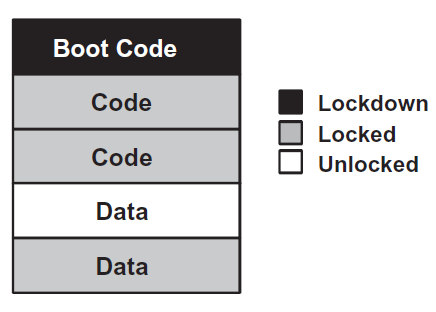 Boot Code
Code
Code
Data
Data
Lockdown
Locked
Unlocked